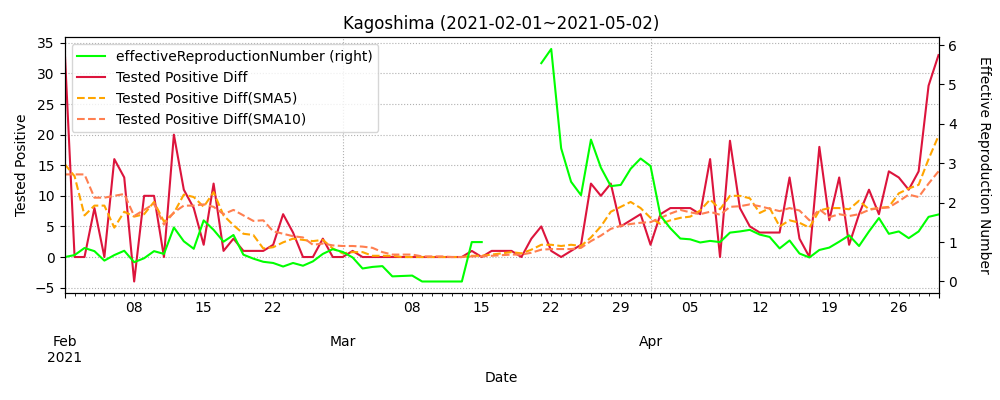 Kagoshima (2021-02-01~2021-05-02)
effectiveReproductionNumber (right)
Tested Positive Diff
Tested Positive Diff(SMA5)
Tested Positive Diff(SMA10)
Tested Positive
35
30
25
20
15
10
5
0
−5
Effective Reproduction Number
6
5
4
3
2
1
0
08 15 22 08 15 22 29 05 12 19 26
Feb Mar Apr
2021
Date